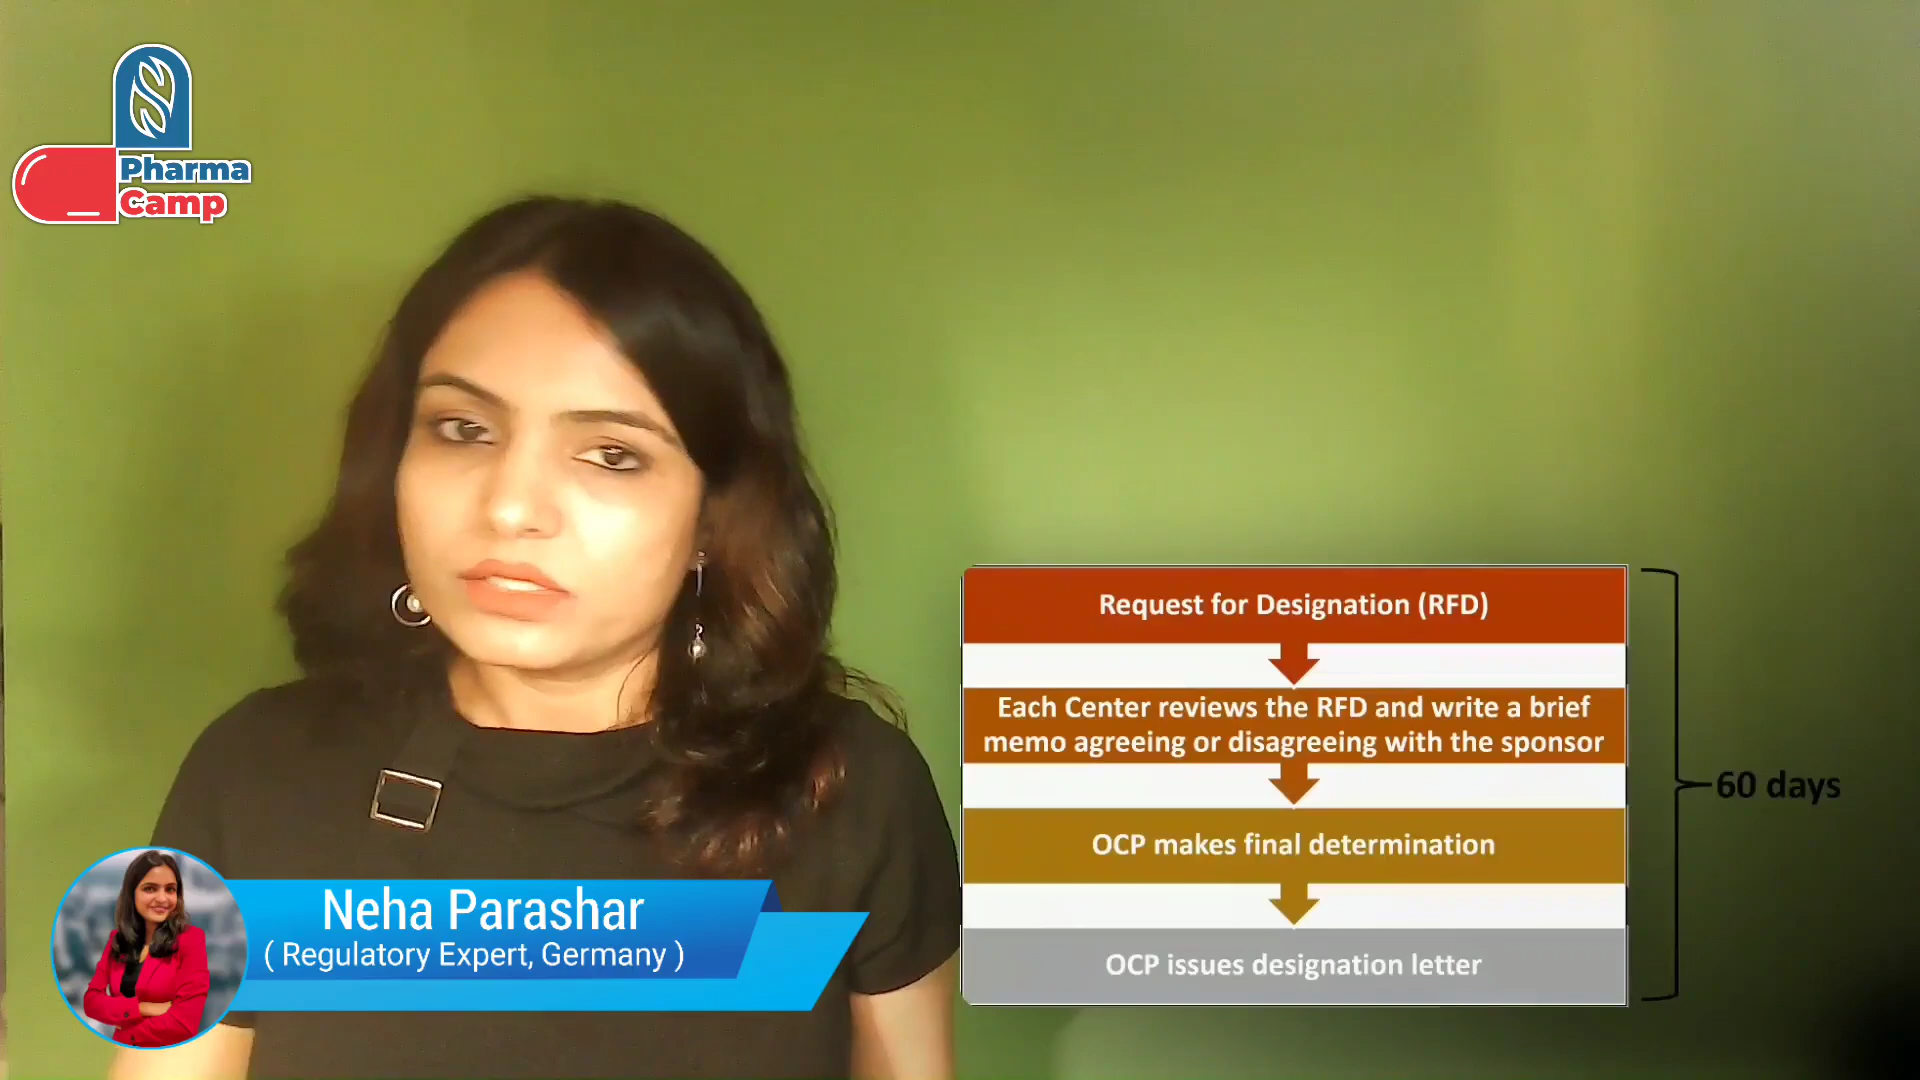 Pharma
Camp
Request for Designation (RFD)
Each Center reviews the RFD and write a brief
memo agreeing or disagreeing with the sponsor
60 days
OCP makes final determination
OCP issues designation letter
Neha Parashar
( Regulatory Expert, Germany )